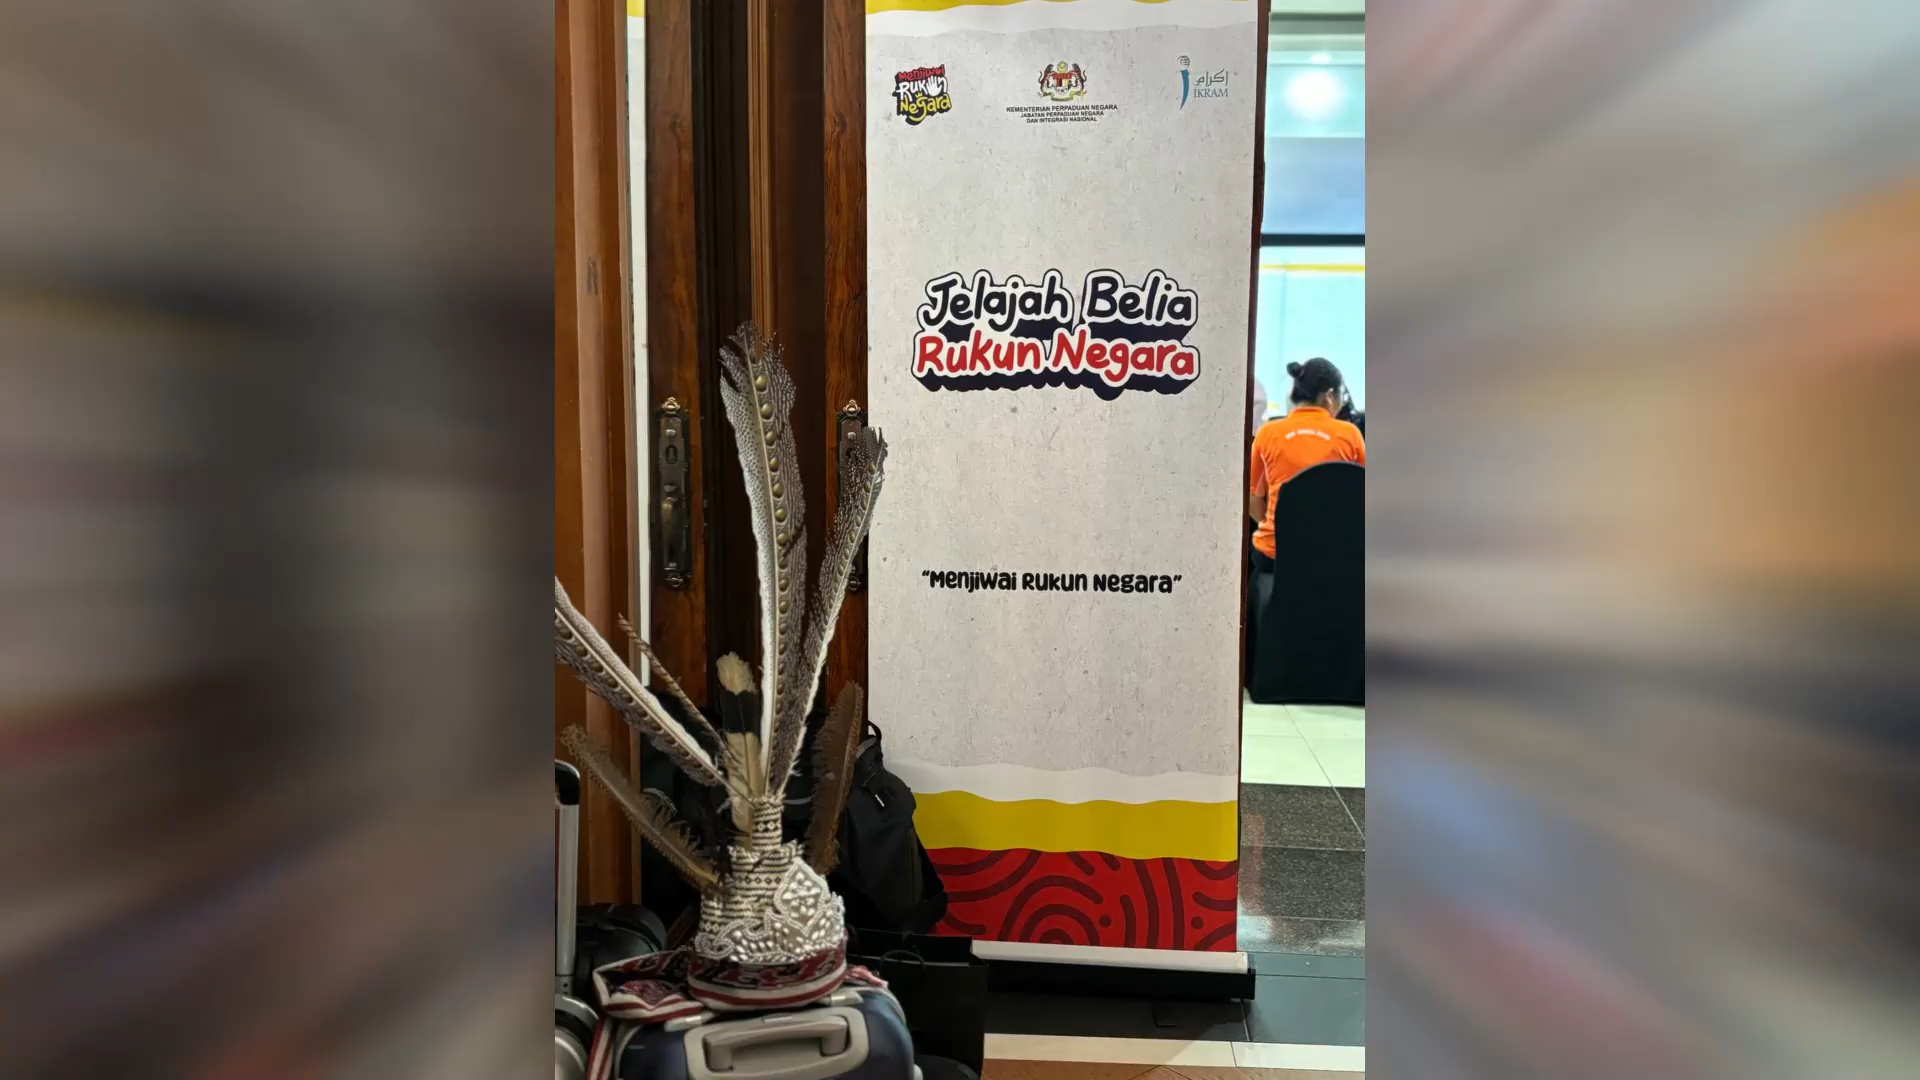 Menjiwai
Rukun
Negara
KEMENTERIAN PERPADUAN NEGARA
JABATAN PERPADUAN NEGARA
DAN INTEGRASI NASIONAL
اكرام
IKRAM
Jelajah Belia
Rukun Negara
"Menjiwai Rukun Negara"